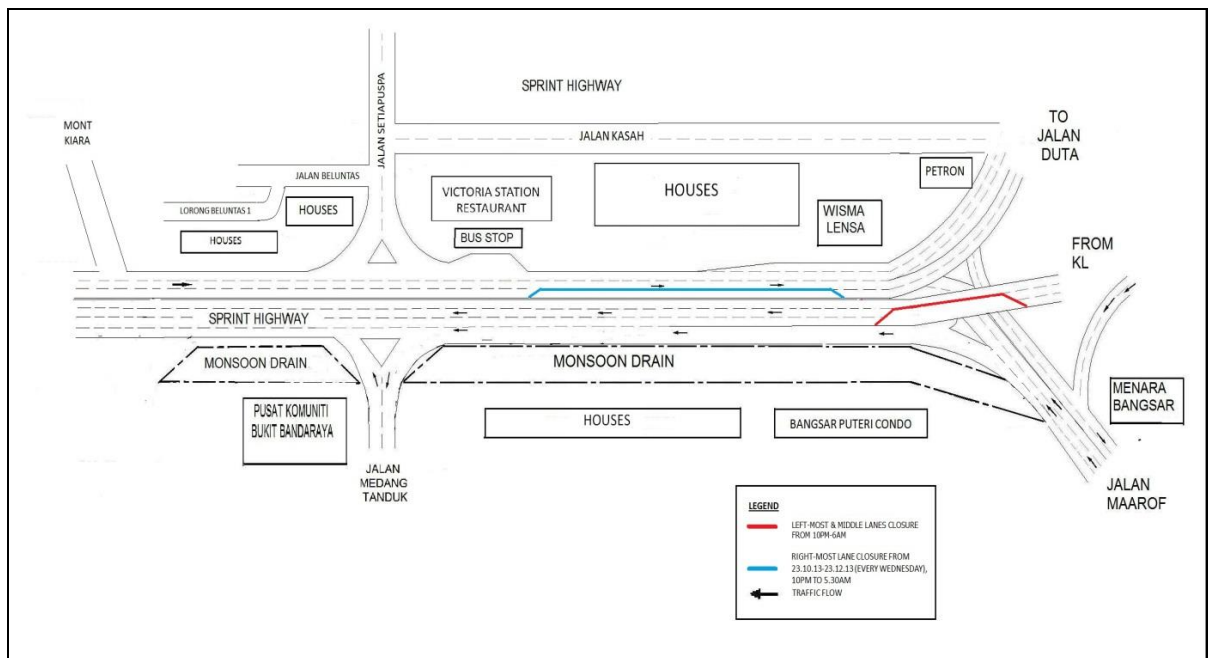 SPRINT HIGHWAY
TO
JALAN
DUTA
MONT
KIARA
JALAN SETIAPUSPA
JALAN KASAH
PETRON
JALAN BELUNTAS
HOUSES
VICTORIA STATION
RESTAURANT
HOUSES
LORONG BELUNTAS 1
WISMA
LENSA
HOUSES
BUS STOP
FROM
KL
SPRINT HIGHWAY
MONSOON DRAIN
MONSOON DRAIN
MENARA
BANGSAR
PUSAT KOMUNITI
BUKIT BANDARAYA
HOUSES
BANGSAR PUTERI CONDO
JALAN
MEDANG
TANDUK
JALAN
MAAROF
LEGEND
LEFT-MOST & MIDDLE LANES CLOSURE
FROM 10PM-6AM
RIGHT-MOST LANE CLOSURE FROM
23.10.13-23.12.13 (EVERY WEDNESDAY),
10PM TO 5.30AM
TRAFFIC FLOW